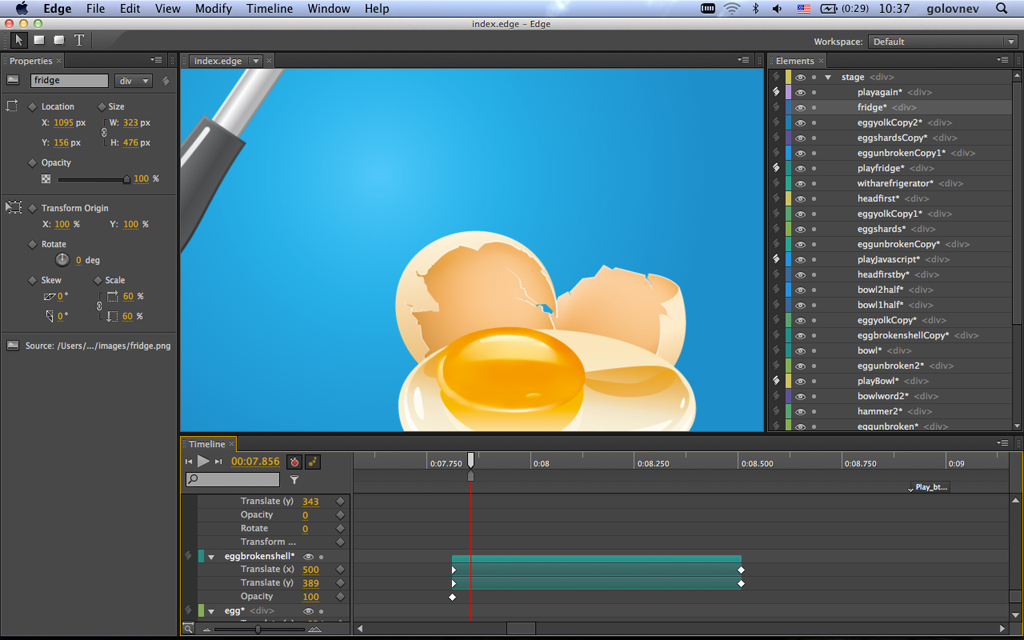 Edge File Edit View Modify Timeline Window Help (0:29) 10:37 golovnev
index.edge – Edge
T Workspace: Default
Properties
fridge div
Location Size
X: 1095 px W: 323 px
Y: 156 px H: 476 px
Opacity
100 %
Transform Origin
X: 100 % Y: 100 %
Rotate
0 deg
Skew Scale
0° 60 %
0° 60 %
Source: /Users/.../images/fridge.png
index.edge
Elements
stage <div>
playagain* <div>
fridge* <div>
eggyolkCopy2* <div>
eggshardsCopy* <div>
eggunbrokenCopy1* <div>
playfridge* <div>
witharefrigerator* <div>
headfirst* <div>
eggyolkCopy1* <div>
eggshards* <div>
eggunbrokenCopy* <div>
playJavascript* <div>
headfirstby* <div>
bowl2half* <div>
bowl1half* <div>
eggyolkCopy* <div>
eggbrokenshellCopy* <div>
bowl* <div>
eggunbroken2* <div>
playBowl* <div>
bowlword2* <div>
hammer2* <div>
eggunbroken* <div>
Timeline
00:07.856
0:07.750 0:08 0:08.250 0:08.500 0:08.750 0:09
Play_bt...
Translate (y) 343
Opacity 0
Rotate 0
Transform ...
eggbrokenshell*
Translate (x) 500
Translate (y) 389
Opacity 100
egg* <div>